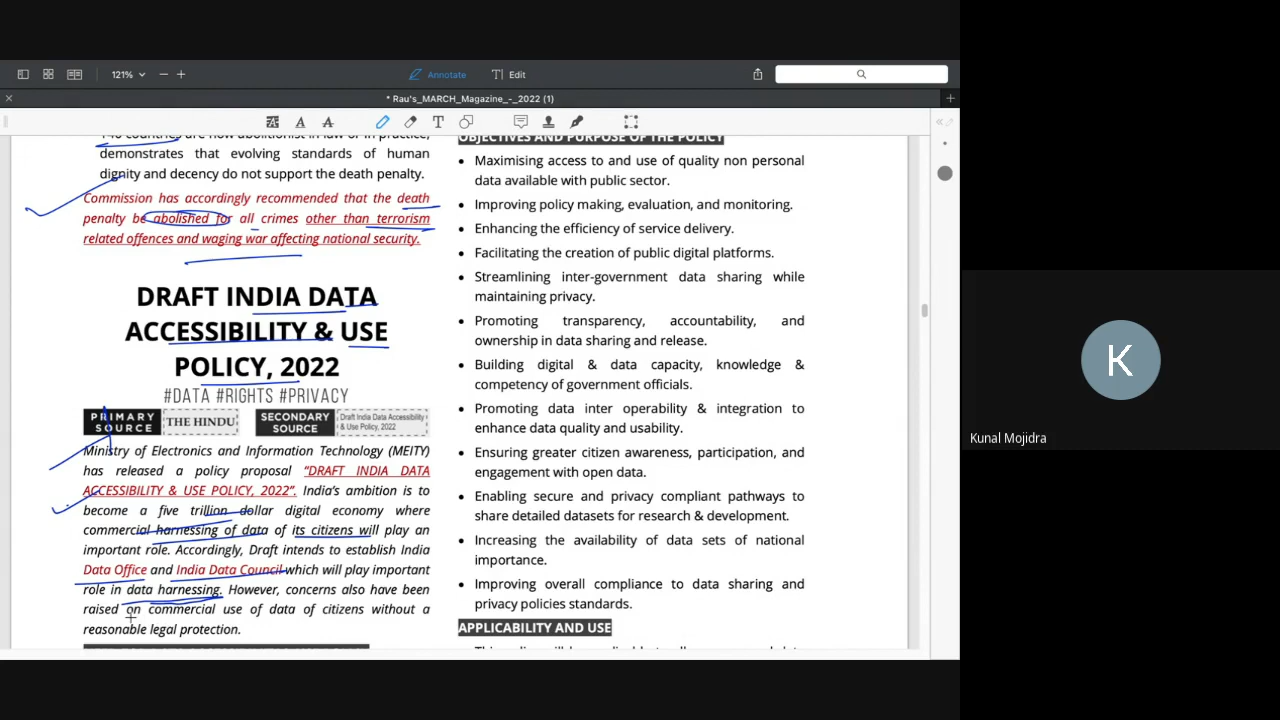 121%
Annotate
Edit
* Rau's_MARCH_Magazine_-_2022 (1)
140 countries are now abolitionist in law or in practice,
demonstrates that evolving standards of human
dignity and decency do not support the death penalty.
Commission has accordingly recommended that the death
penalty be abolished for all crimes other than terrorism
related offences and waging war affecting national security.
DRAFT INDIA DATA
ACCESSIBILITY & USE
POLICY, 2022
#DATA #RIGHTS #PRIVACY
PRIMARY
SOURCE
THE HINDU
SECONDARY
SOURCE
Draft India Data Accessibility
& Use Policy, 2022
Ministry of Electronics and Information Technology (MEITY)
has released a policy proposal “DRAFT INDIA DATA
ACCESSIBILITY & USE POLICY, 2022”. India’s ambition is to
become a five trillion dollar digital economy where
commercial harnessing of data of its citizens will play an
important role. Accordingly, Draft intends to establish India
Data Office and India Data Council which will play important
role in data harnessing. However, concerns also have been
raised on commercial use of data of citizens without a
reasonable legal protection.
OBJECTIVES AND PURPOSE OF THE POLICY
• Maximising access to and use of quality non personal
data available with public sector.
• Improving policy making, evaluation, and monitoring.
• Enhancing the efficiency of service delivery.
• Facilitating the creation of public digital platforms.
• Streamlining inter-government data sharing while
maintaining privacy.
• Promoting transparency, accountability, and
ownership in data sharing and release.
• Building digital & data capacity, knowledge &
competency of government officials.
• Promoting data inter operability & integration to
enhance data quality and usability.
• Ensuring greater citizen awareness, participation, and
engagement with open data.
• Enabling secure and privacy compliant pathways to
share detailed datasets for research & development.
• Increasing the availability of data sets of national
importance.
• Improving overall compliance to data sharing and
privacy policies standards.
APPLICABILITY AND USE
K
Kunal Mojidra